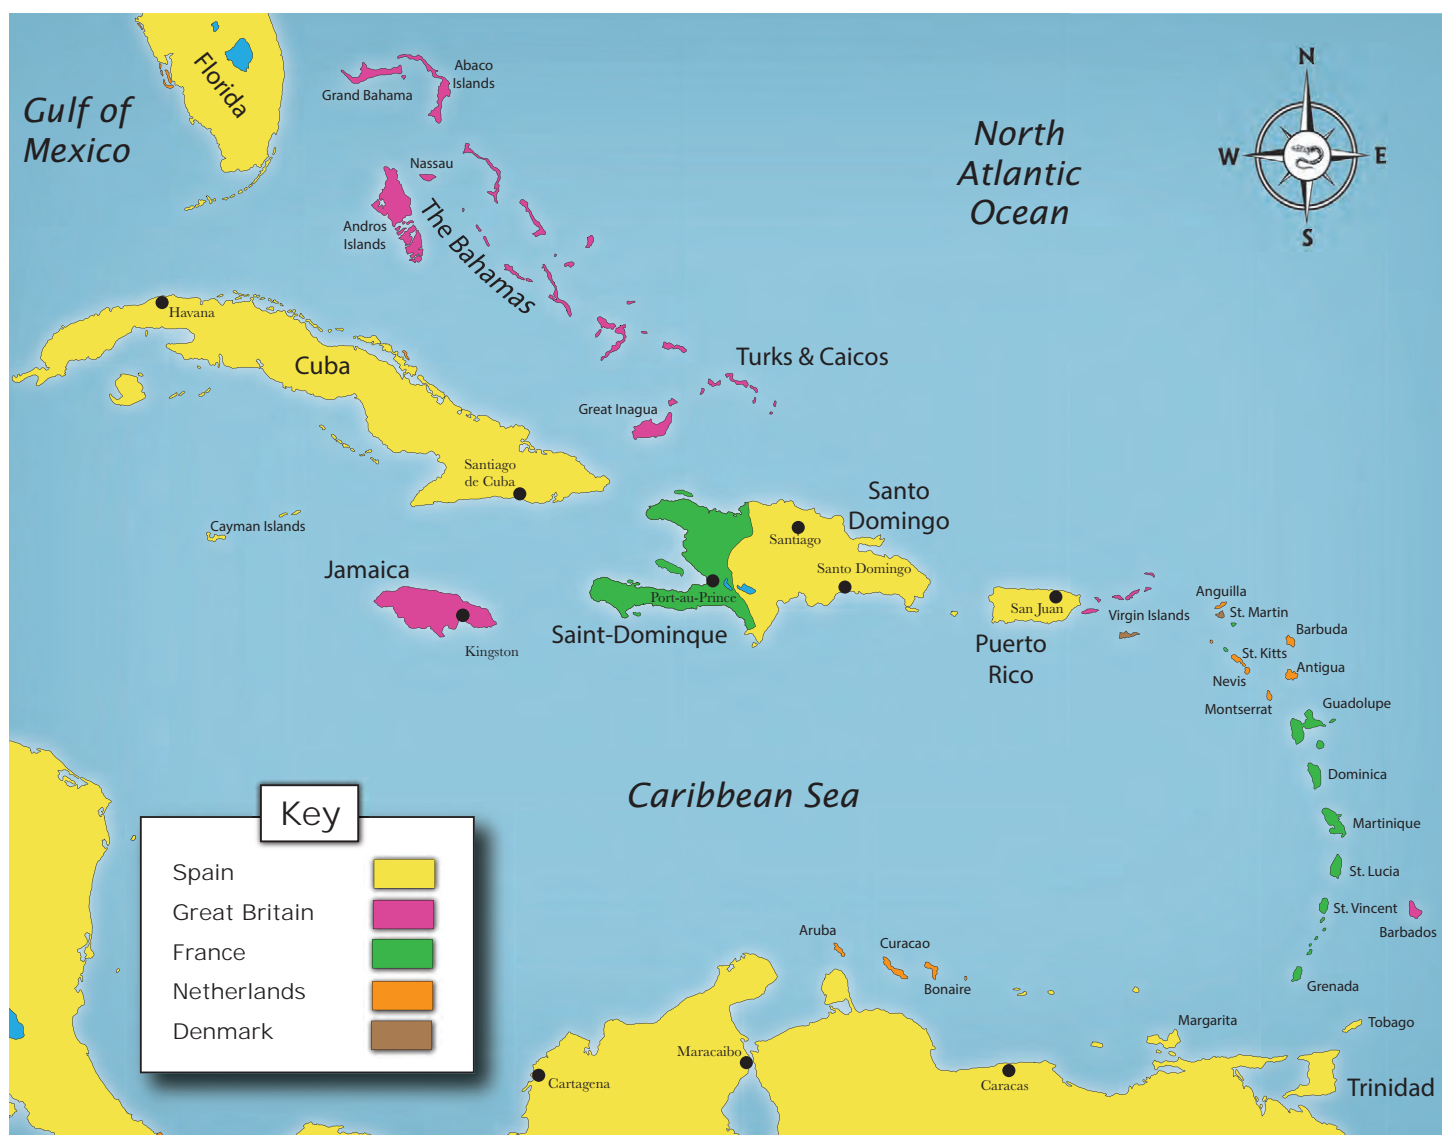 N
W
E
S
Gulf of
Mexico
Florida
Grand Bahama
Abaco
Islands
North
Atlantic
Ocean
Nassau
Andros
Islands
The Bahamas
Havana
Cuba
Turks & Caicos
Great Inagua
Santiago
de Cuba
Cayman Islands
Santo
Domingo
Santiago
Santo Domingo
Jamaica
Kingston
Port-au-Prince
Saint-Dominque
San Juan
Puerto
Rico
Virgin Islands
Anguilla
St. Martin
Barbuda
St. Kitts
Antigua
Nevis
Montserrat
Guadolupe
Dominica
Martinique
St. Lucia
St. Vincent
Barbados
Grenada
Caribbean Sea
Key
Spain
Great Britain
France
Netherlands
Denmark
Aruba
Curacao
Bonaire
Margarita
Tobago
Trinidad
Maracaibo
Cartagena
Caracas